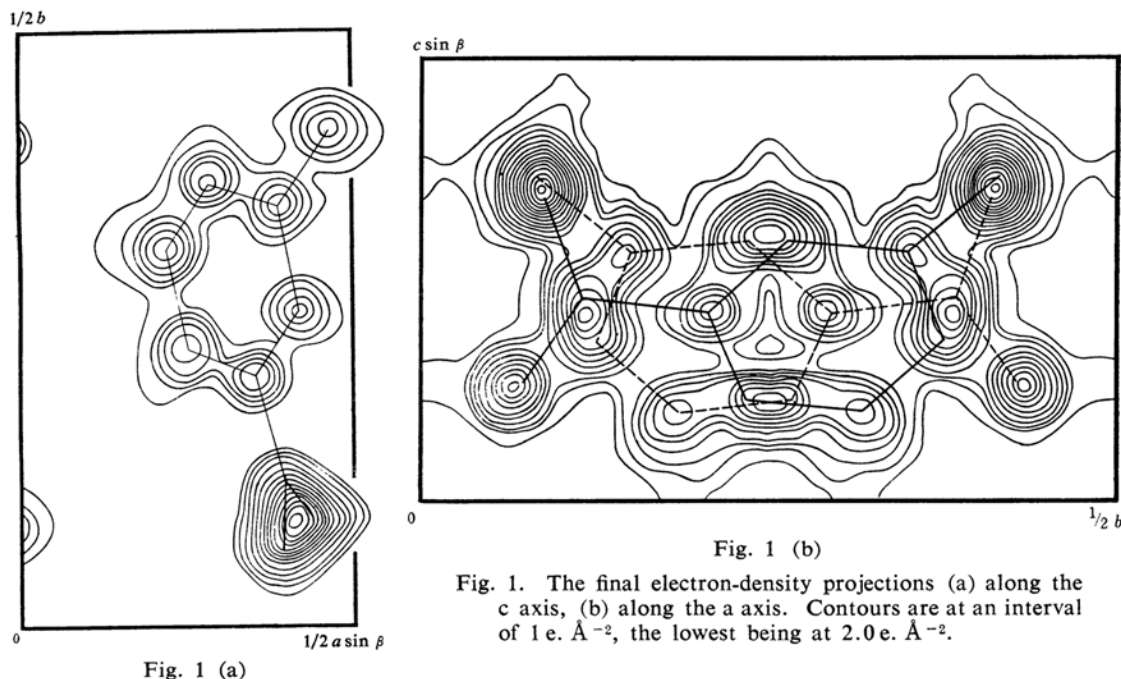 1/2 b
0
1/2 a sin β
Fig. 1 (a)
c sin β
0
1/2 b
Fig. 1 (b)
Fig. 1. The final electron-density projections (a) along the
c axis, (b) along the a axis. Contours are at an interval
of 1 e. Å⁻², the lowest being at 2.0 e. Å⁻².